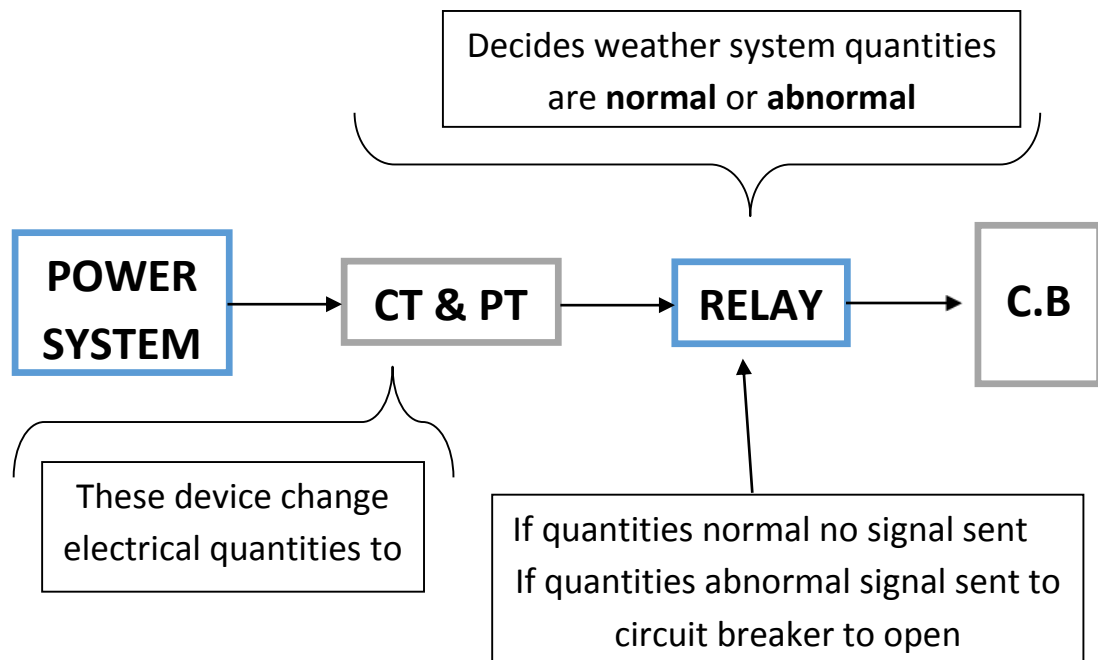 Decides weather system quantities
are normal or abnormal
POWER
SYSTEM
CT & PT
RELAY
C.B
These device change
electrical quantities to
If quantities normal no signal sent
If quantities abnormal signal sent to
circuit breaker to open